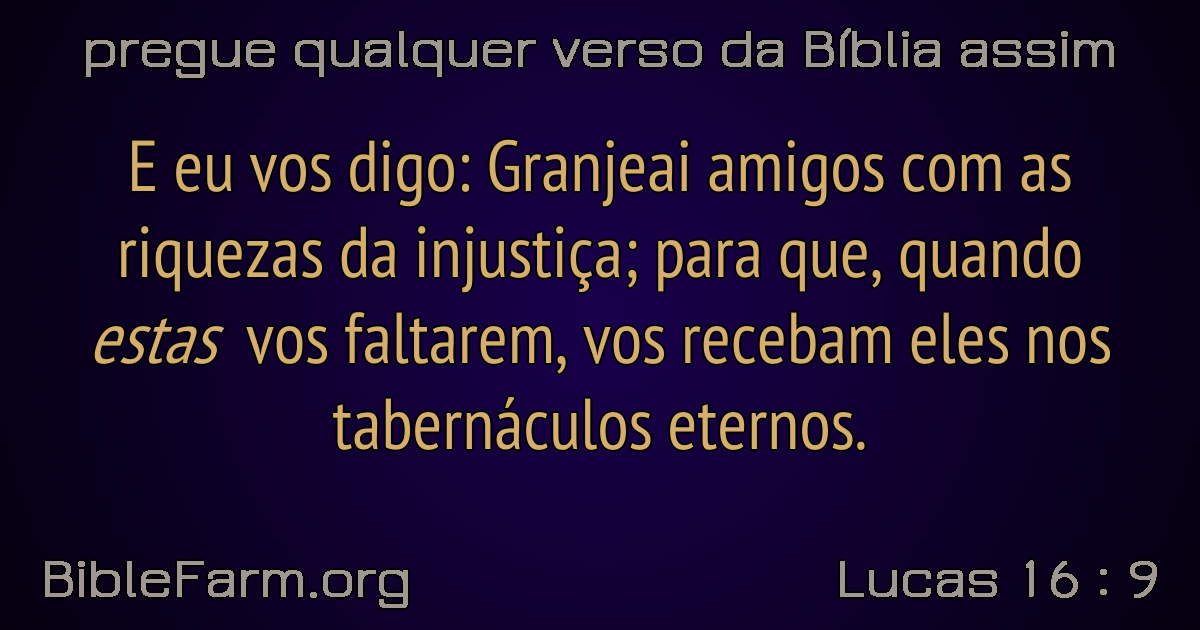 pregue qualquer verso da Bíblia assim
E eu vos digo: Granjeai amigos com as
riquezas da injustiça; para que, quando
estas vos faltarem, vos recebam eles nos
tabernáculos eternos.
BibleFarm.org
Lucas 16 : 9